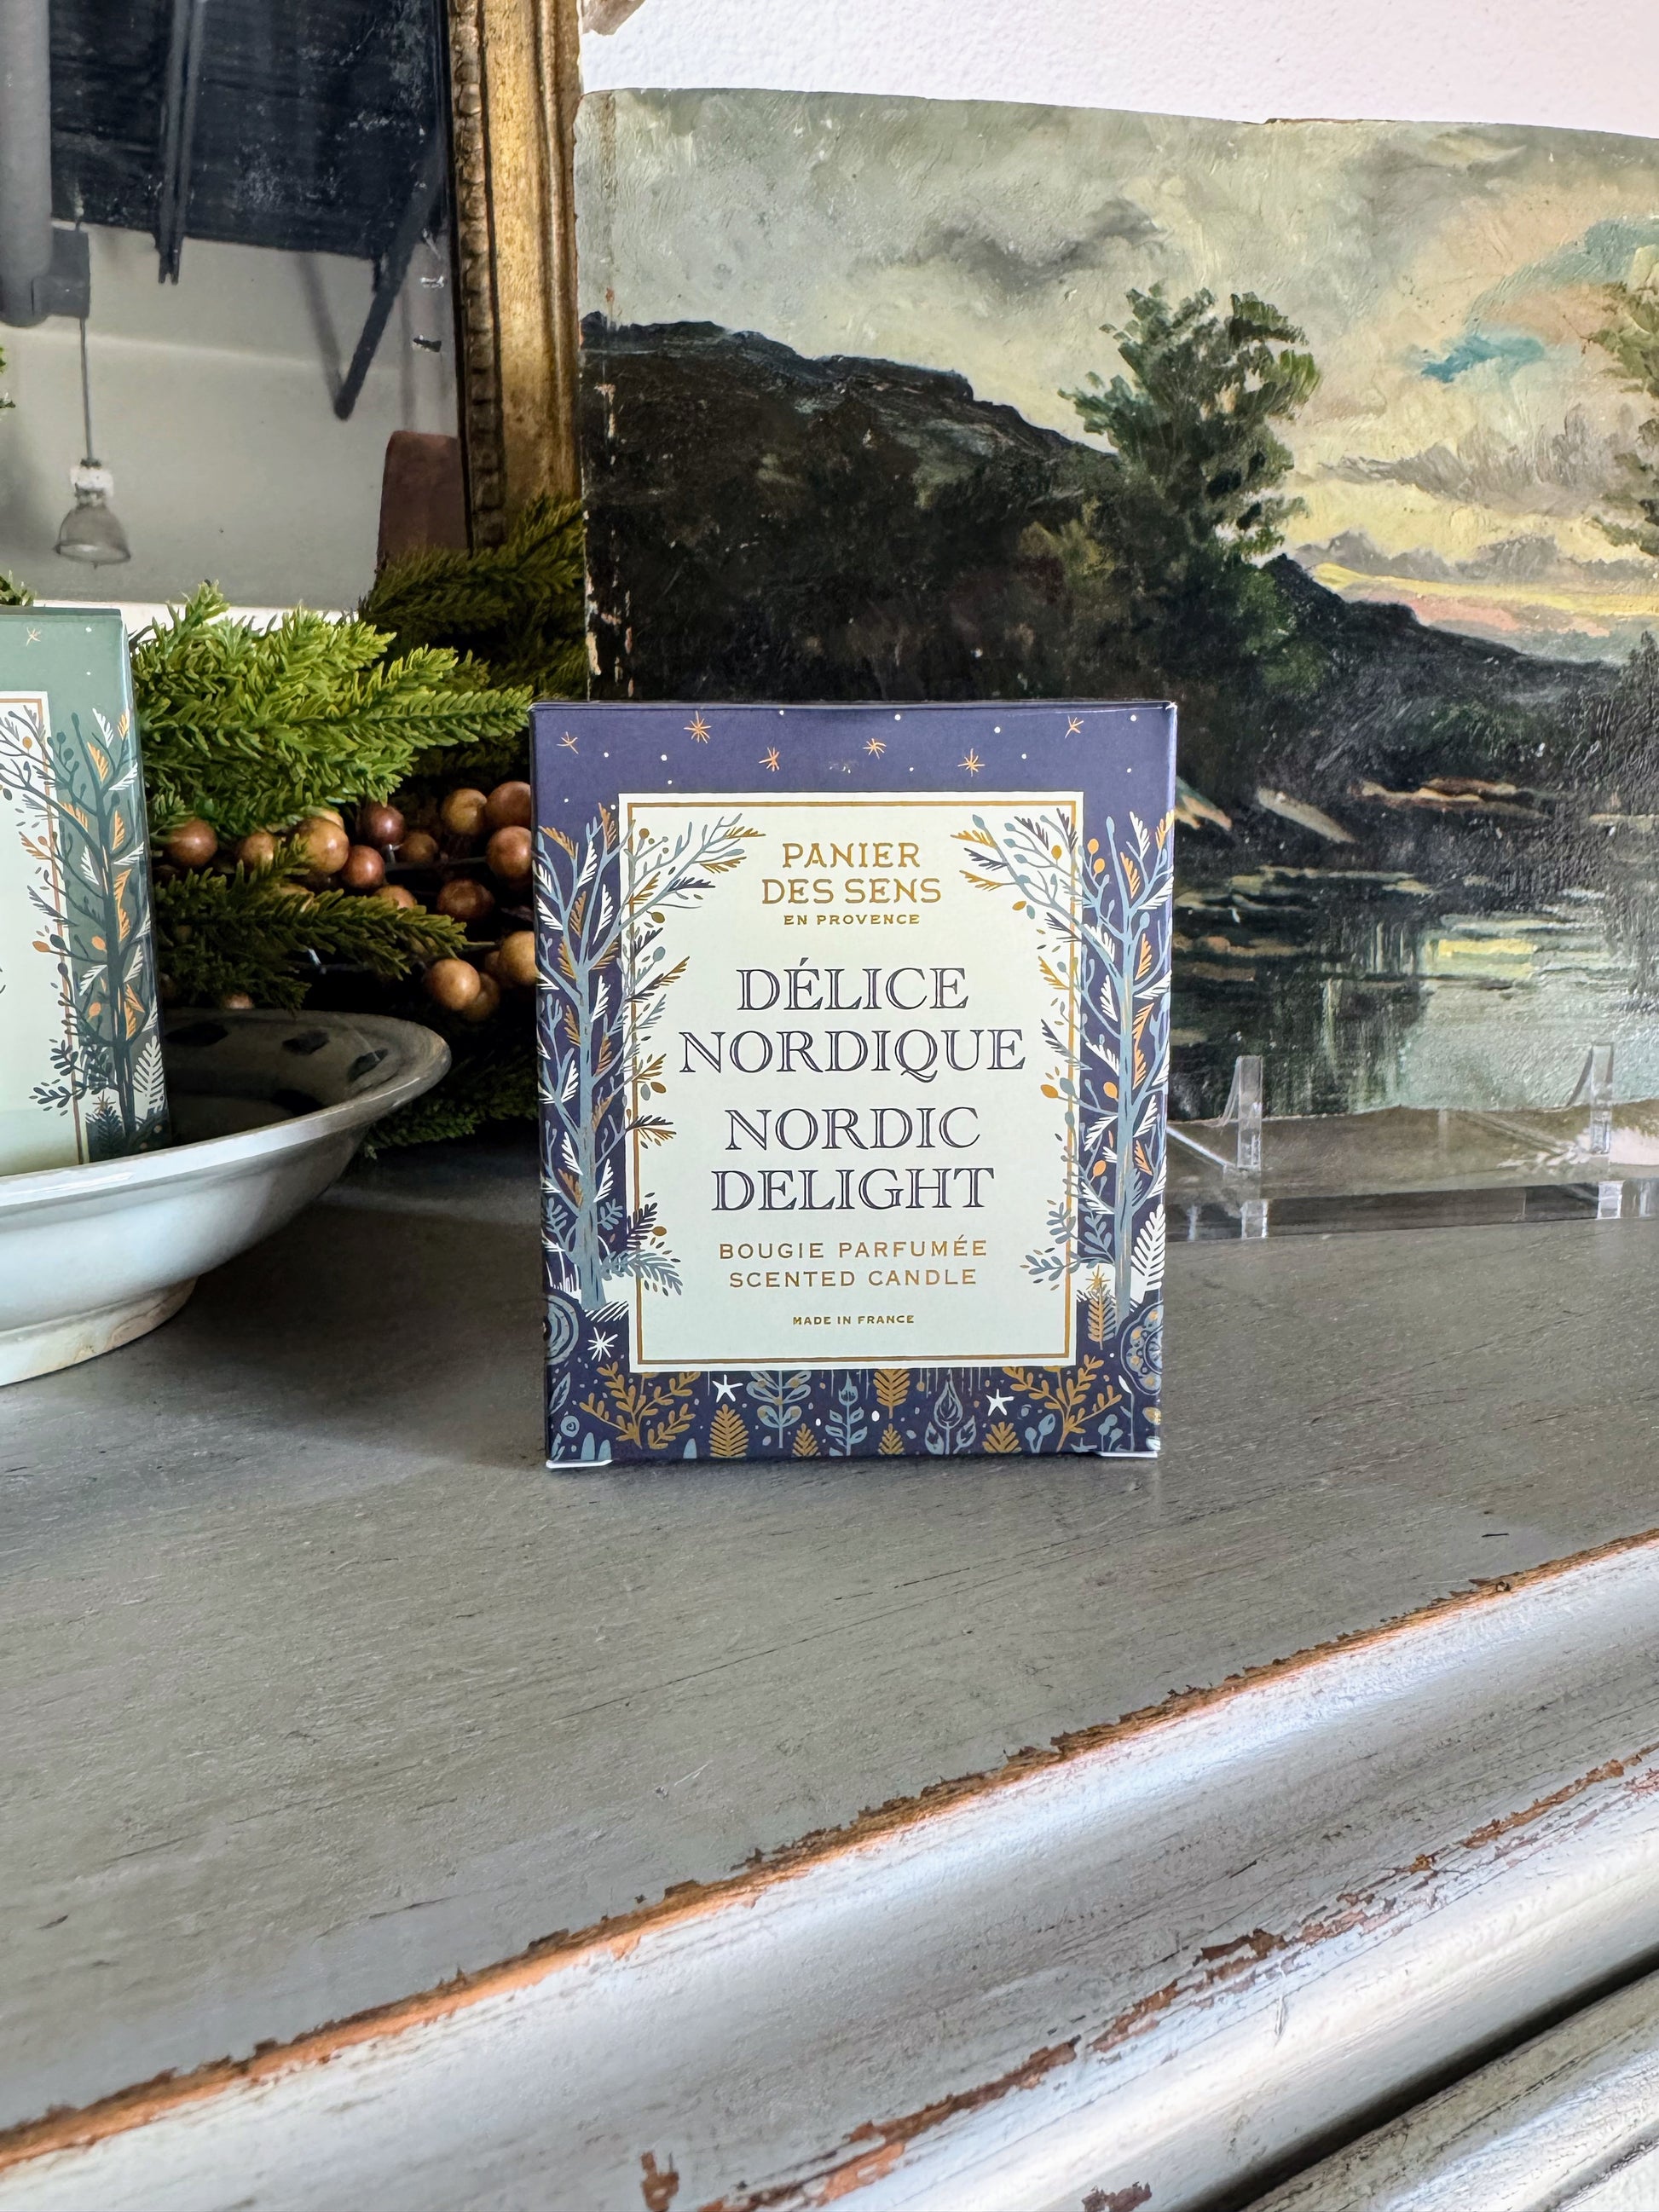 PANIER
DES SENS
EN PROVENCE
DÉLICE
NORDIQUE
NORDIC
DELIGHT
BOUGIE PARFUMÉE
SCENTED CANDLE
MADE IN FRANCE